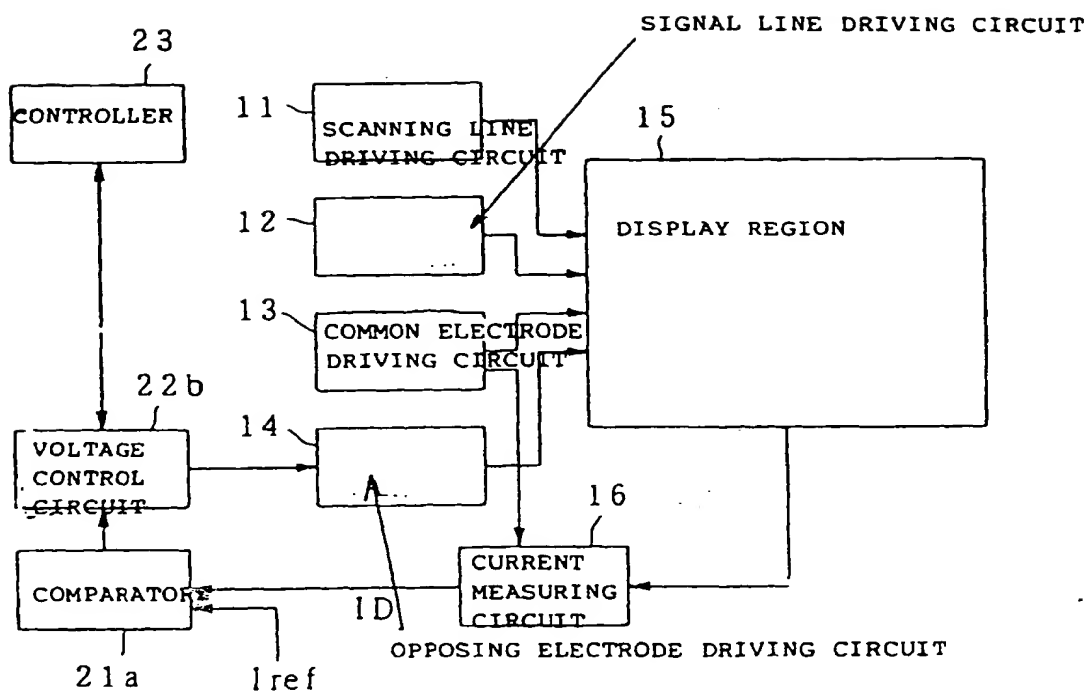 SIGNAL LINE DRIVING CIRCUIT
23
CONTROLLER
11
SCANNING LINE
DRIVING CIRCUIT
15
12
DISPLAY REGION
13
COMMON ELECTRODE
DRIVING CIRCUIT
22b
14
VOLTAGE
CONTROL
CIRCUIT
16
CURRENT
MEASURING
CIRCUIT
COMPARATOR
ID
OPPOSING ELECTRODE DRIVING CIRCUIT
21a
Iref